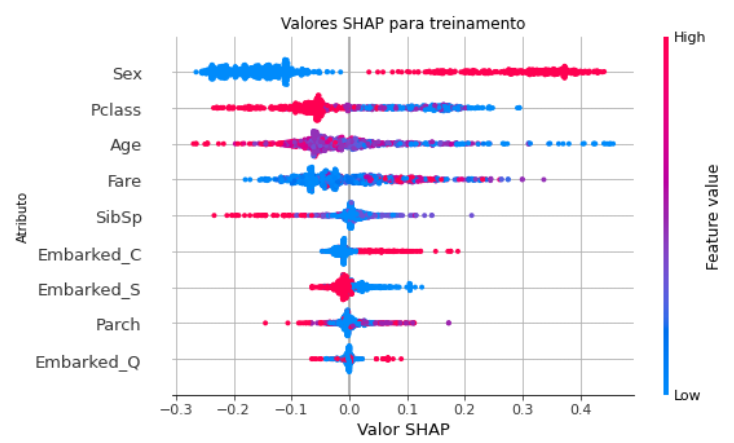 Valores SHAP para treinamento
High
Sex
Pclass
Age
Fare
SibSp
Embarked_C
Embarked_S
Parch
Embarked_Q
Atributo
Feature value
Low
−0.3 −0.2 −0.1 0.0 0.1 0.2 0.3 0.4
Valor SHAP